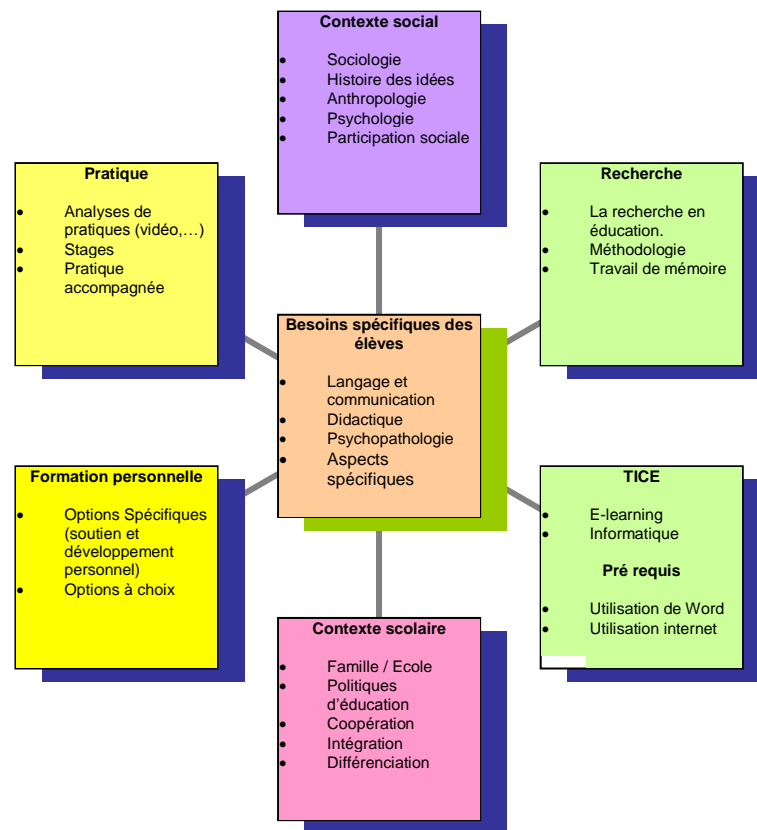 Contexte social
• Sociologie
• Histoire des idées
• Anthropologie
• Psychologie
• Participation sociale
Pratique
• Analyses de
pratiques (vidéo,…)
• Stages
• Pratique
accompagnée
Recherche
• La recherche en
éducation.
• Méthodologie
• Travail de mémoire
Besoins spécifiques des
élèves
• Langage et
communication
• Didactique
• Psychopathologie
• Aspects
spécifiques
Formation personnelle
• Options Spécifiques
(soutien et
développement
personnel)
• Options à choix
TICE
• E-learning
• Informatique
Pré requis
• Utilisation de Word
• Utilisation internet
Contexte scolaire
• Famille / Ecole
• Politiques
d'éducation
• Coopération
• Intégration
• Différenciation